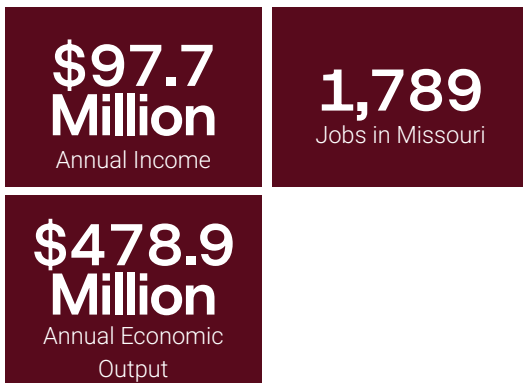 $97.7
Million
Annual Income
1,789
Jobs in Missouri
$478.9
Million
Annual Economic
Output